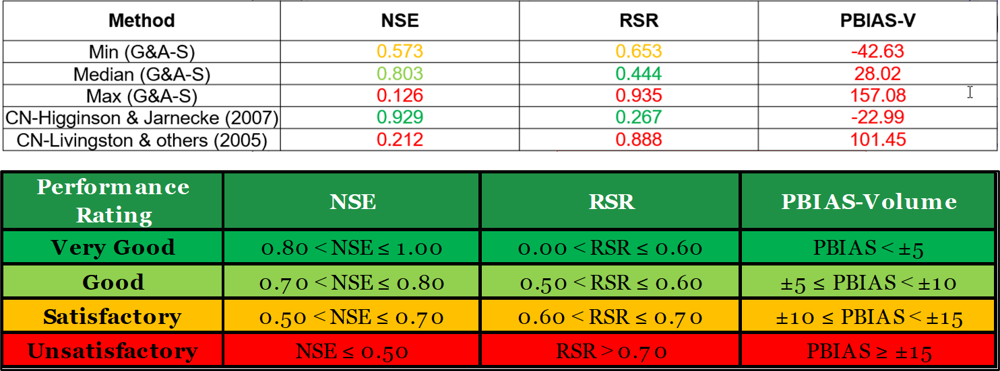 Method NSE RSR PBIAS-V
Min (G&A-S) 0.573 0.653 -42.63
Median (G&A-S) 0.803 0.444 28.02
Max (G&A-S) 0.126 0.935 157.08
CN-Higginson & Jarnecke (2007) 0.929 0.267 -22.99
CN-Livingston & others (2005) 0.212 0.888 101.45
Performance
Rating NSE RSR PBIAS-Volume
Very Good 0.80 < NSE ≤ 1.00 0.00 < RSR ≤ 0.60 PBIAS < ±5
Good 0.70 < NSE ≤ 0.80 0.50 < RSR ≤ 0.60 ±5 ≤ PBIAS < ±10
Satisfactory 0.50 < NSE ≤ 0.70 0.60 < RSR ≤ 0.70 ±10 ≤ PBIAS < ±15
Unsatisfactory NSE ≤ 0.50 RSR > 0.70 PBIAS ≥ ±15